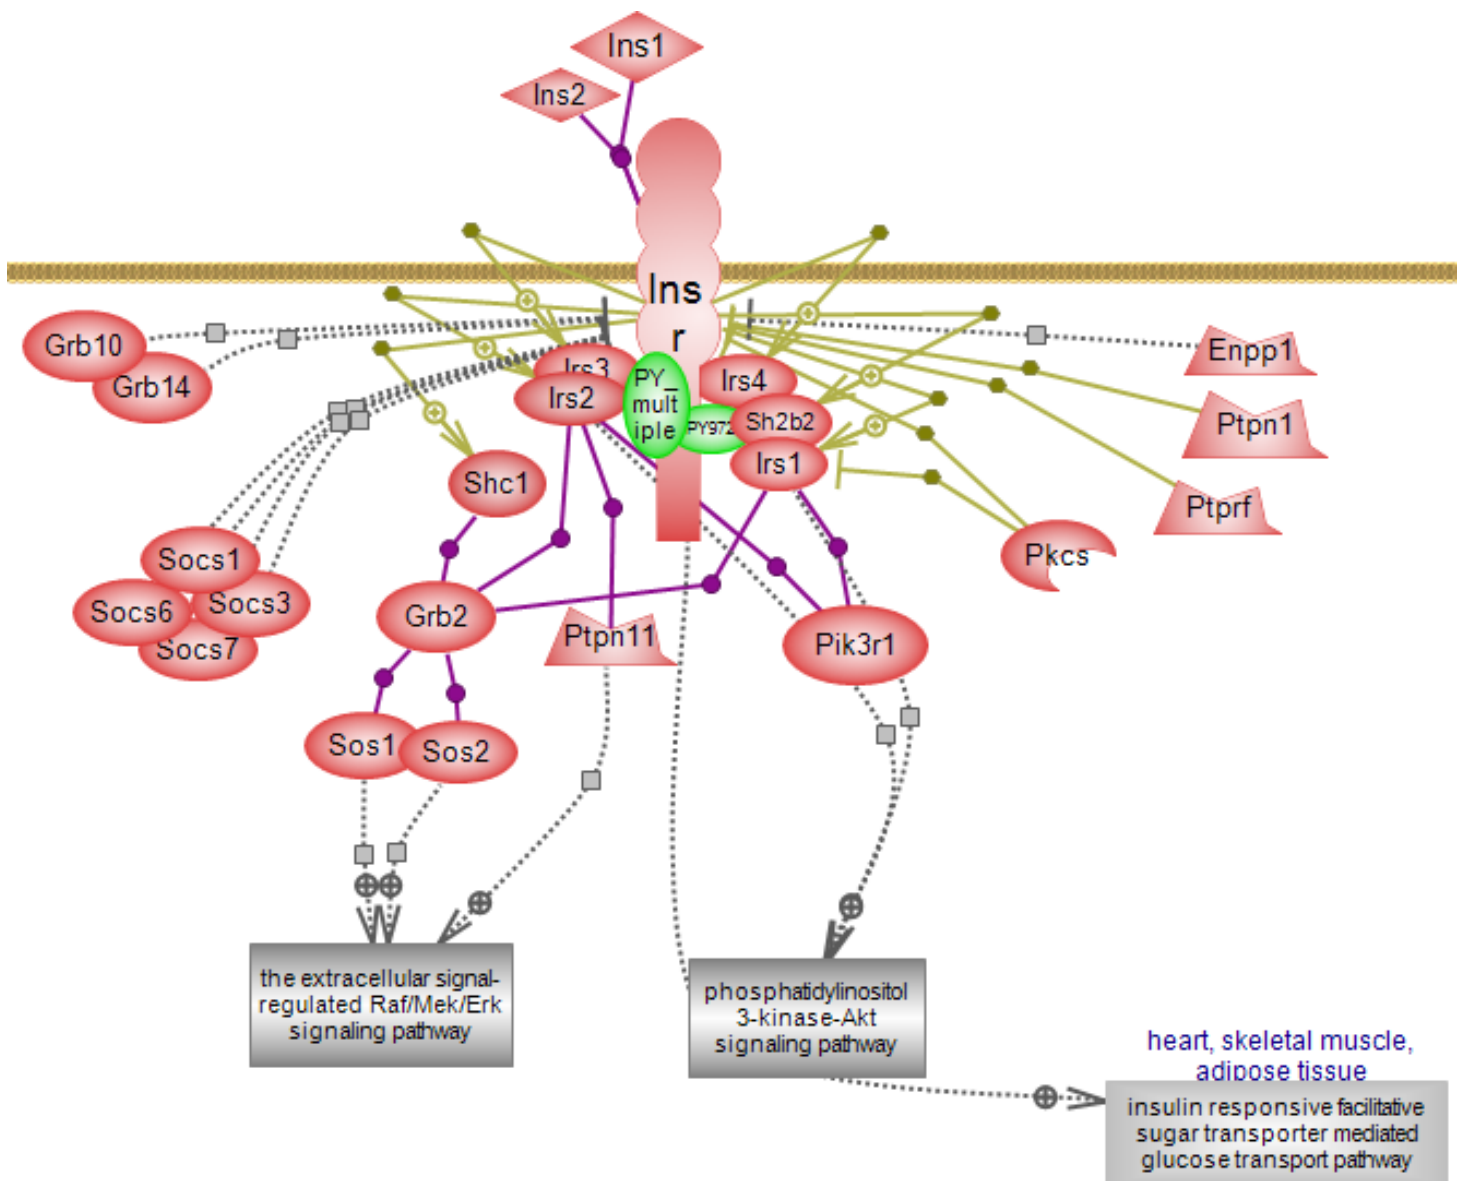 Ins1
Ins2
Ins
r
Grb10
Grb14
Irs3
Irs2
PY_
mult
iple
PY972
Irs4
Sh2b2
Irs1
Enpp1
Ptpn1
Ptprf
Pkcs
Shc1
Socs1
Socs6
Socs3
Socs7
Grb2
Ptpn11
Pik3r1
Sos1
Sos2
the extracellular signal-
regulated Raf/Mek/Erk
signaling pathway
phosphatidylinositol
3-kinase-Akt
signaling pathway
heart, skeletal muscle,
adipose tissue
insulin responsive facilitative
sugar transporter mediated
glucose transport pathway